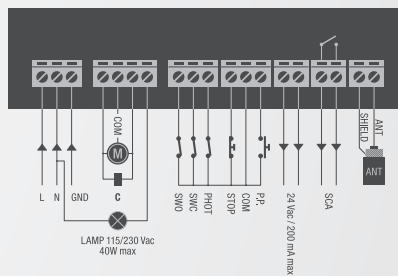 COM
M
L
N
GND
C
LAMP 115/230 Vac
40W max
SWO
SWC
PHOT
STOP
COM
P.P.
24 Vac / 200 mA max
SCA
SHIELD
ANT
ANT